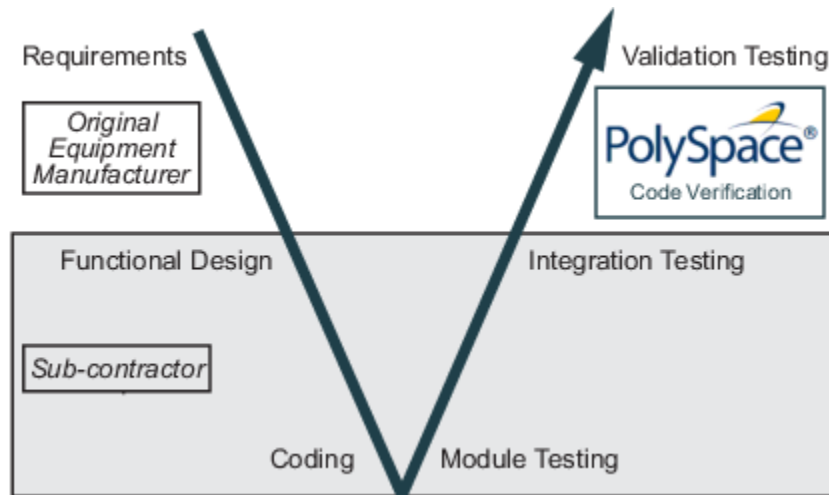 Requirements
Validation Testing
Original
Equipment
Manufacturer
PolySpace®
Code Verification
Functional Design
Integration Testing
Sub-contractor
Coding
Module Testing